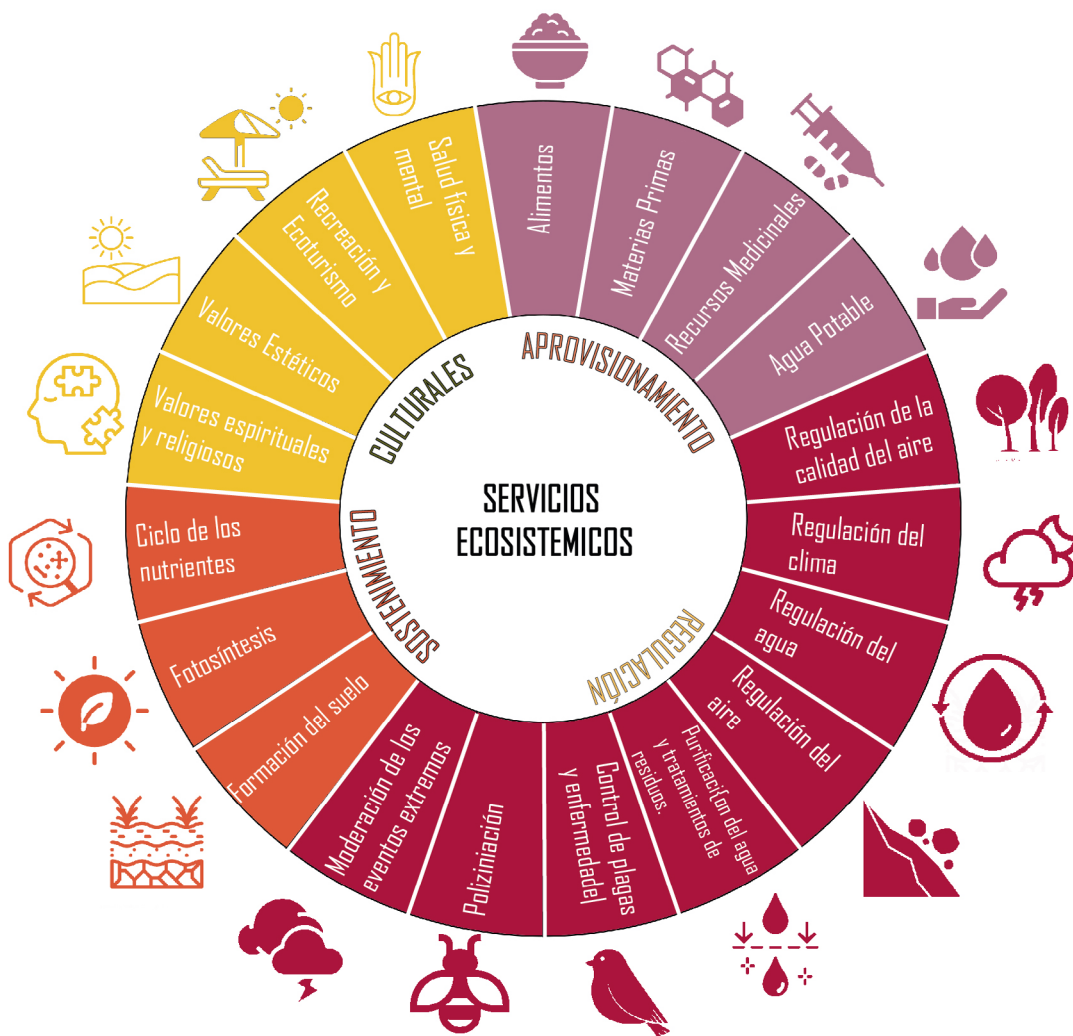 SERVICIOS
ECOSISTEMICOS
APROVISIONAMIENTO
Alimentos
Materias Primas
Recursos Medicinales
Agua Potable
REGULACIÓN
Regulación de la
calidad del aire
Regulación del
clima
Regulación del
agua
Regulación del
aire
Purificaci{on del agua
y tratamientos de
residuos.
Control de plagas
y enfermedadel
Poliziniación
Moderación de los
eventos extremos
SOSTENIMIENTO
Formación del suelo
Fotosíntesis
Ciclo de los
nutrientes
CULTURALES
Valores espirituales
y religiosos
Valores Estéticos
Recreación y
Ecoturismo
Salud física y
mental